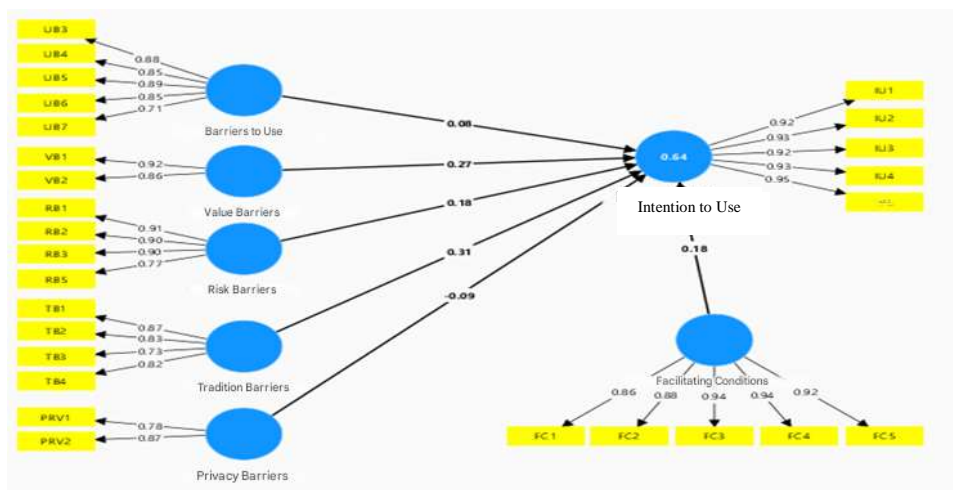 UB3
UB4
UB5
UB6
UB7
0.88
0.85
0.89
0.85
0.71
Barriers to Use
0.08
VB1
VB2
0.92
0.86
Value Barriers
0.27
RB1
RB2
RB3
RB5
0.91
0.90
0.90
0.77
Risk Barriers
0.18
TB1
TB2
TB3
TB4
0.87
0.83
0.73
0.82
Tradition Barriers
0.31
PRV1
PRV2
0.78
0.87
Privacy Barriers
-0.09
0.64
Intention to Use
IU1
IU2
IU3
IU4
0.92
0.93
0.92
0.93
0.95
0.18
Facilitating Conditions
0.86
0.88
0.94
0.94
0.92
FC1
FC2
FC3
FC4
FC5